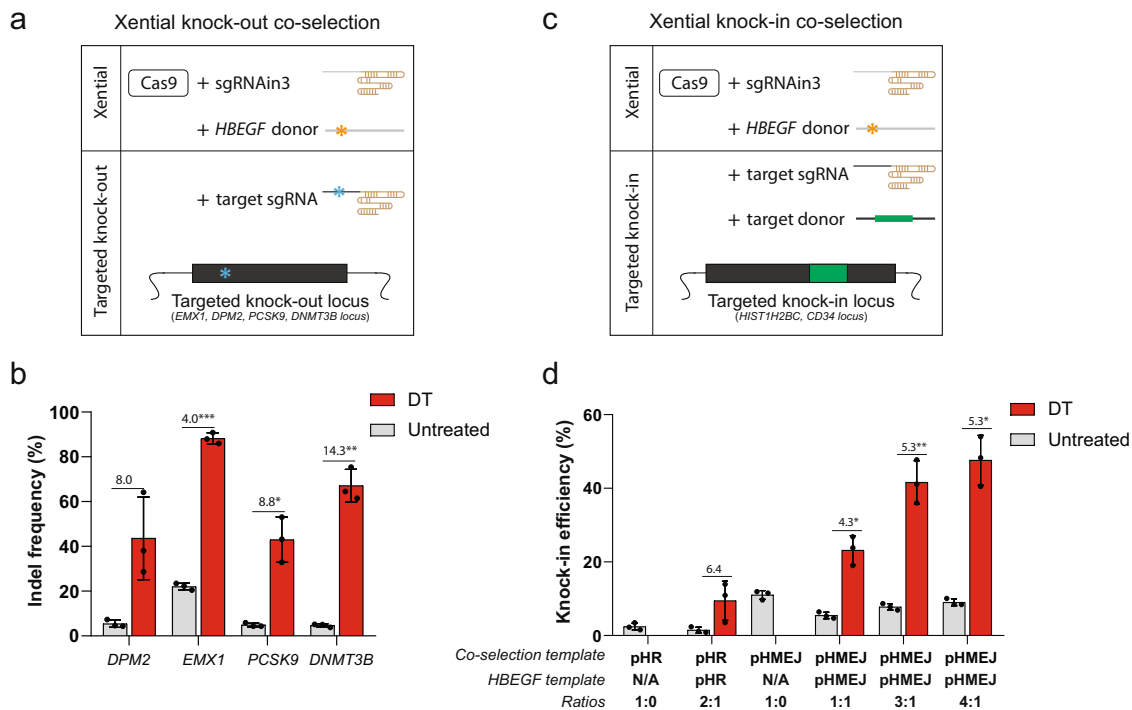 a
Xential knock-out co-selection
Xential
Cas9 + sgRNAin3
+ HBEGF donor
*
Targeted knock-out
+ target sgRNA
*
*
Targeted knock-out locus
(EMX1, DPM2, PCSK9, DNMT3B locus)
c
Xential knock-in co-selection
Xential
Cas9 + sgRNAin3
+ HBEGF donor
*
Targeted knock-in
+ target sgRNA
+ target donor
Targeted knock-in locus
(HIST1H2BC, CD34 locus)
b
DT
Untreated
Indel frequency (%)
100
80
60
40
20
0
8.0
4.0***
8.8*
14.3**
DPM2 EMX1 PCSK9 DNMT3B
d
DT
Untreated
Knock-in efficiency (%)
60
40
20
0
6.4
4.3*
5.3**
5.3*
Co-selection template pHR pHR pHMEJ pHMEJ pHMEJ pHMEJ
HBEGF template N/A pHR N/A pHMEJ pHMEJ pHMEJ
Ratios 1:0 2:1 1:0 1:1 3:1 4:1